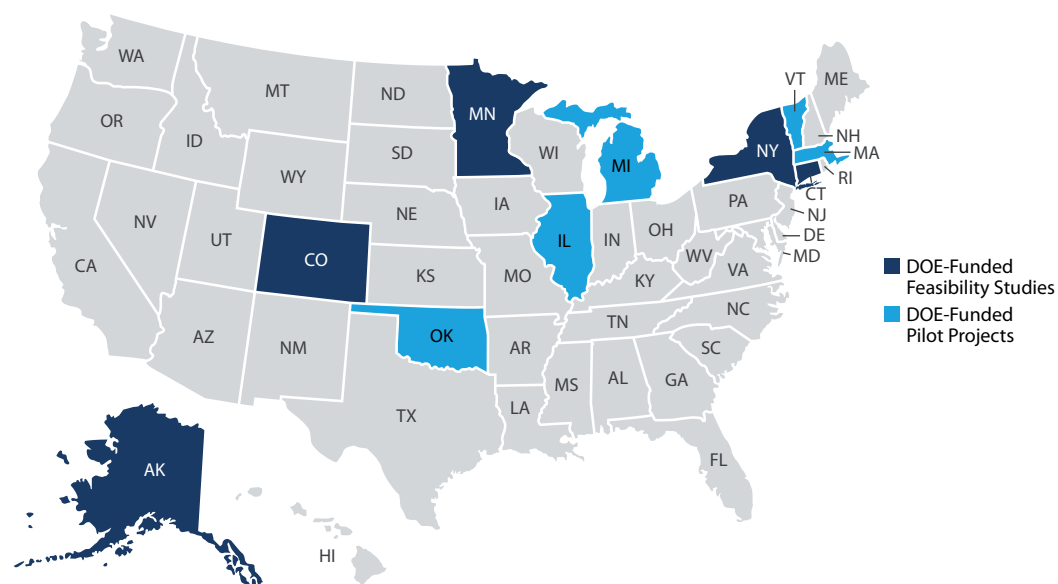 WA
MT
ND
MN
VT
ME
OR
ID
SD
WI
MI
NY
NH
MA
RI
CT
WY
NE
IA
PA
NJ
NV
UT
CO
IL
IN
OH
DE
MD
WV
VA
CA
KS
MO
KY
DOE-Funded
Feasibility Studies
DOE-Funded
Pilot Projects
AZ
NM
OK
AR
TN
NC
SC
TX
LA
MS
AL
GA
FL
AK
HI